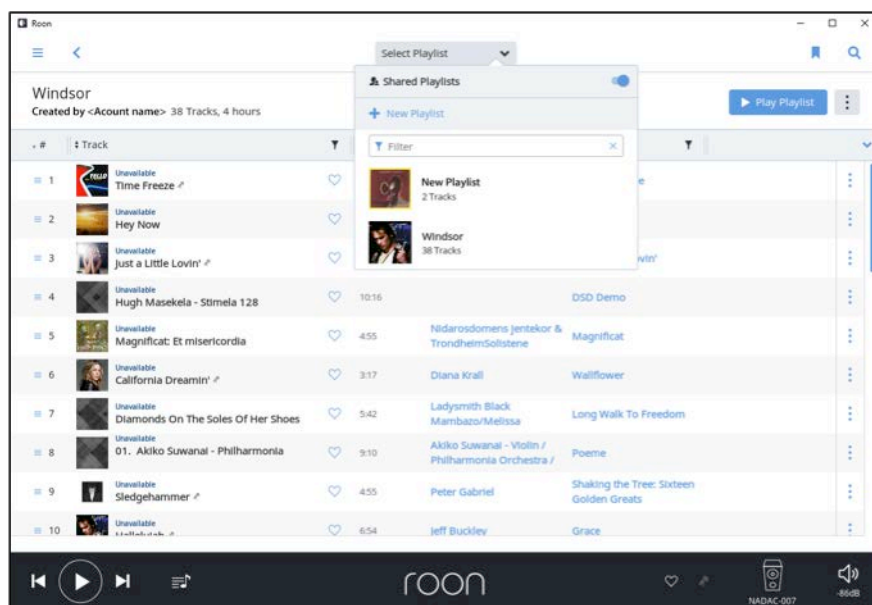 Roon
Select Playlist
Shared Playlists
New Playlist
Filter
New Playlist
2 Tracks
Windsor
38 Tracks
Windsor
Created by <Acount name> 38 Tracks, 4 hours
Play Playlist
# Track
1 Unavailable
Time Freeze
2 Unavailable
Hey Now
3 Unavailable
Just a Little Lovin'
4 Unavailable
Hugh Masekela - Stimela 128
10:16
DSD Demo
5 Unavailable
Magnificat: Et misericordia
4:55
Nidarosdomens Jentekor &
TrondheimSolistene
Magnificat
6 Unavailable
California Dreamin'
3:17
Diana Krall
Wallflower
7 Unavailable
Diamonds On The Soles Of Her Shoes
5:42
Ladysmith Black
Mambazo/Melissa
Long Walk To Freedom
8 Unavailable
01. Akiko Suwanai - Philharmonia
9:10
Akiko Suwanai - Violin /
Philharmonia Orchestra /
Poeme
9 Unavailable
Sledgehammer
4:55
Peter Gabriel
Shaking the Tree: Sixteen
Golden Greats
10 Unavailable
Hallelujah
6:54
Jeff Buckley
Grace
roon
NADAC-007
-86dB